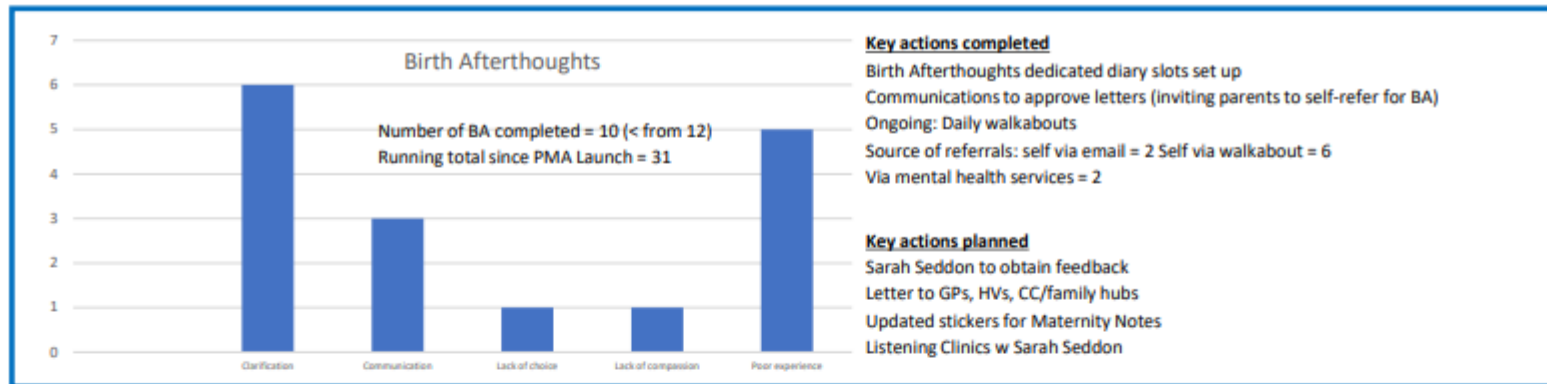 Birth Afterthoughts
7
6
5
4
3
2
1
0
Number of BA completed = 10 (< from 12)
Running total since PMA Launch = 31
Clarification
Communication
Lack of choice
Lack of compassion
Poor experience
Key actions completed
Birth Afterthoughts dedicated diary slots set up
Communications to approve letters (inviting parents to self-refer for BA)
Ongoing: Daily walkabouts
Source of referrals: self via email = 2 Self via walkabout = 6
Via mental health services = 2
Key actions planned
Sarah Seddon to obtain feedback
Letter to GPs, HVs, CC/family hubs
Updated stickers for Maternity Notes
Listening Clinics w Sarah Seddon